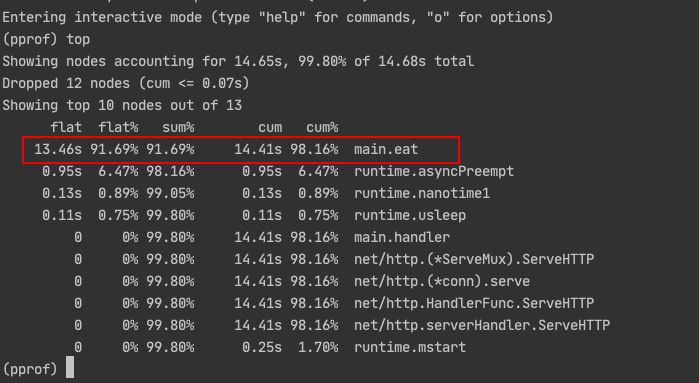 Entering interactive mode (type "help" for commands, "o" for options)
(pprof) top
Showing nodes accounting for 14.65s, 99.80% of 14.68s total
Dropped 12 nodes (cum <= 0.07s)
Showing top 10 nodes out of 13
      flat  flat%   sum%        cum   cum%
    13.46s 91.69% 91.69%     14.41s 98.16%  main.eat
     0.95s  6.47% 98.16%      0.95s  6.47%  runtime.asyncPreempt
     0.13s  0.89% 99.05%      0.13s  0.89%  runtime.nanotime1
     0.11s  0.75% 99.80%      0.11s  0.75%  runtime.usleep
         0     0% 99.80%     14.41s 98.16%  main.handler
         0     0% 99.80%     14.41s 98.16%  net/http.(*ServeMux).ServeHTTP
         0     0% 99.80%     14.41s 98.16%  net/http.(*conn).serve
         0     0% 99.80%     14.41s 98.16%  net/http.HandlerFunc.ServeHTTP
         0     0% 99.80%     14.41s 98.16%  net/http.serverHandler.ServeHTTP
         0     0% 99.80%      0.25s  1.70%  runtime.mstart
(pprof)